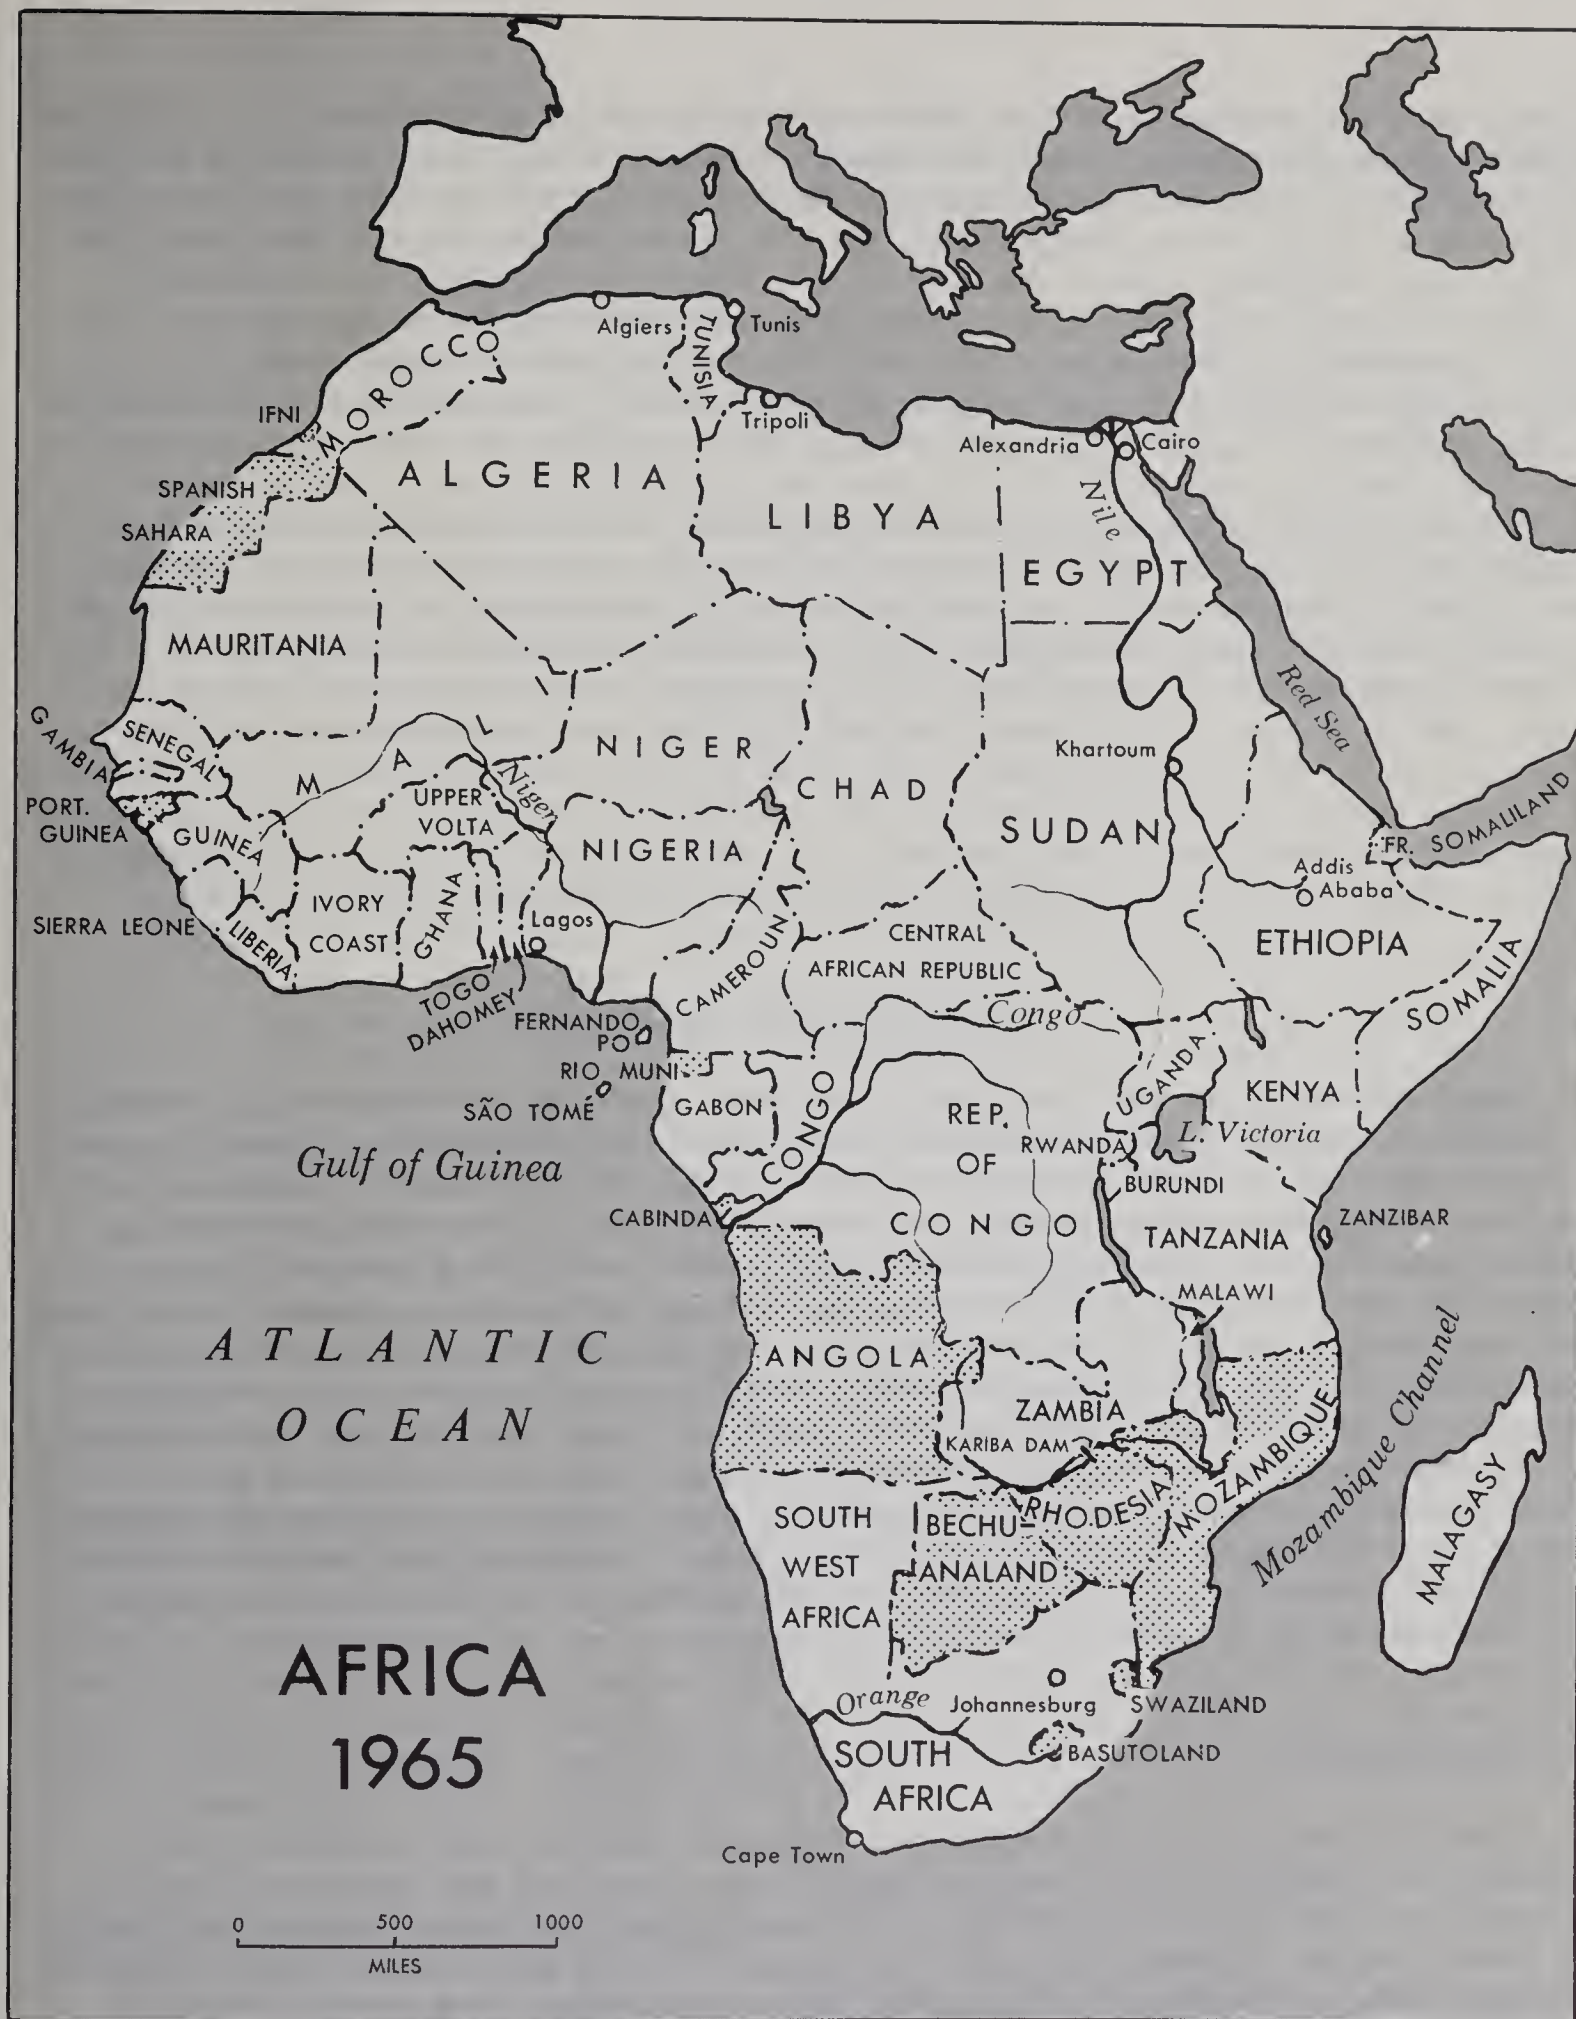 Algiers
Tunis
TUNISIA
MOROCCO
IFNI
Tripoli
Alexandria
Cairo
ALGERIA
SPANISH
SAHARA
LIBYA
Nile
EGYPT
MAURITANIA
Red Sea
GAMBIA
SENEGAL
MALI
NIGER
Niger
Khartoum
CHAD
PORT.
GUINEA
GUINEA
UPPER
VOLTA
NIGERIA
SUDAN
FR. SOMALILAND
Addis
Ababa
SIERRA LEONE
LIBERIA
IVORY
COAST
GHANA
Lagos
CAMEROUN
CENTRAL
AFRICAN REPUBLIC
ETHIOPIA
SOMALIA
TOGO
DAHOMEY
FERNANDO
PO
Congo
RIO MUNI
SÃO TOMÉ
GABON
CONGO
REP.
OF
CONGO
UGANDA
KENYA
RWANDA
L. Victoria
Gulf of Guinea
BURUNDI
CABINDA
TANZANIA
ZANZIBAR
MALAWI
ATLANTIC
OCEAN
ANGOLA
ZAMBIA
KARIBA DAM
MOZAMBIQUE
Mozambique Channel
SOUTH
WEST
AFRICA
BECHU-
ANALAND
RHODESIA
MALAGASY
AFRICA
1965
Orange
Johannesburg
SWAZILAND
SOUTH
AFRICA
BASUTOLAND
Cape Town
0 500 1000
MILES